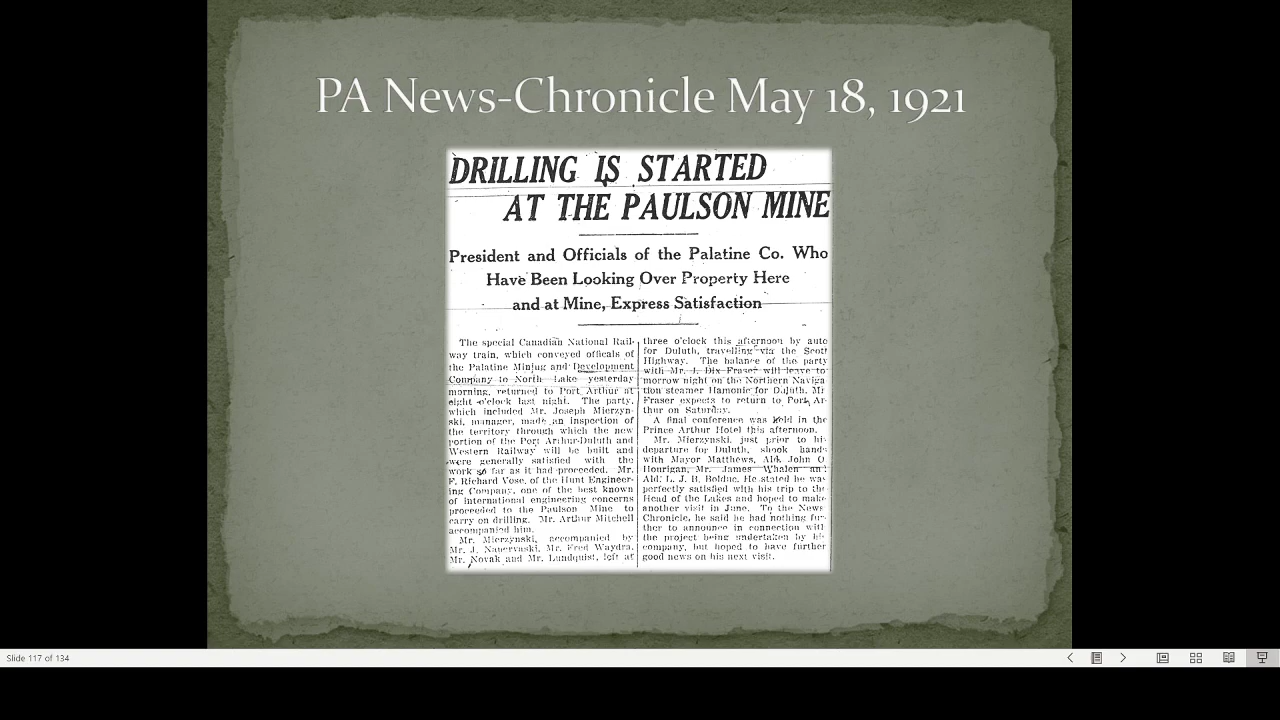 PA News-Chronicle May 18, 1921
DRILLING IS STARTED
AT THE PAULSON MINE
President and Officials of the Palatine Co. Who
Have Been Looking Over Property Here
and at Mine, Express Satisfaction
The special Canadian National Rail-
way train, which conveyed officals of
the Palatine Mining and Development
Company to North Lake yesterday
morning, returned to Port Arthur at
eight o'clock last night. The party,
which included Mr. Joseph Mierzyn-
ski, manager, made an inspection of
the territory through which the new
portion of the Port Arthur-Duluth and
Western Railway will be built and
were generally satisfied with the
work so far as it had proceeded. Mr.
F. Richard Vose, of the Hunt Engineer-
ing Company, one of the best known
of international engineering concerns
proceeded to the Paulson Mine to
carry on drilling. Mr. Arthur Mitchell
accompanied him.
Mr. Mierzynski, accompanied by
Mr. J. Mr. Fred Waydra,
Mr. Novak and Mr. Lundquist, left at
three o'clock this afternoon by auto
for Duluth, travelling via the Scott
Highway. The balance of the party
with Mr. J. Dix Fraser will leave to
morrow night on the Northern Naviga
tion steamer Hamonic for Duluth. Mr
Fraser expects to return to Port Ar-
thur on Saturday.
A final conference was held in the
Prince Arthur Hotel this afternoon.
Mr. Mierzynski, just prior to his
departure for Duluth, shook hands
with Mayor Matthews, Ald. John O
Hourigan, Mr. James Whalen and
Ald. L. J. B. Bolduc. He stated he was
perfectly satisfied with his trip to the
Head of the Lakes and hoped to make
another visit in June. To the News
Chronicle, he said he had nothing fur-
ther to announce in connection with
the project being undertaken by his
company, but hoped to have further
good news on his next visit.
Slide 117 of 134